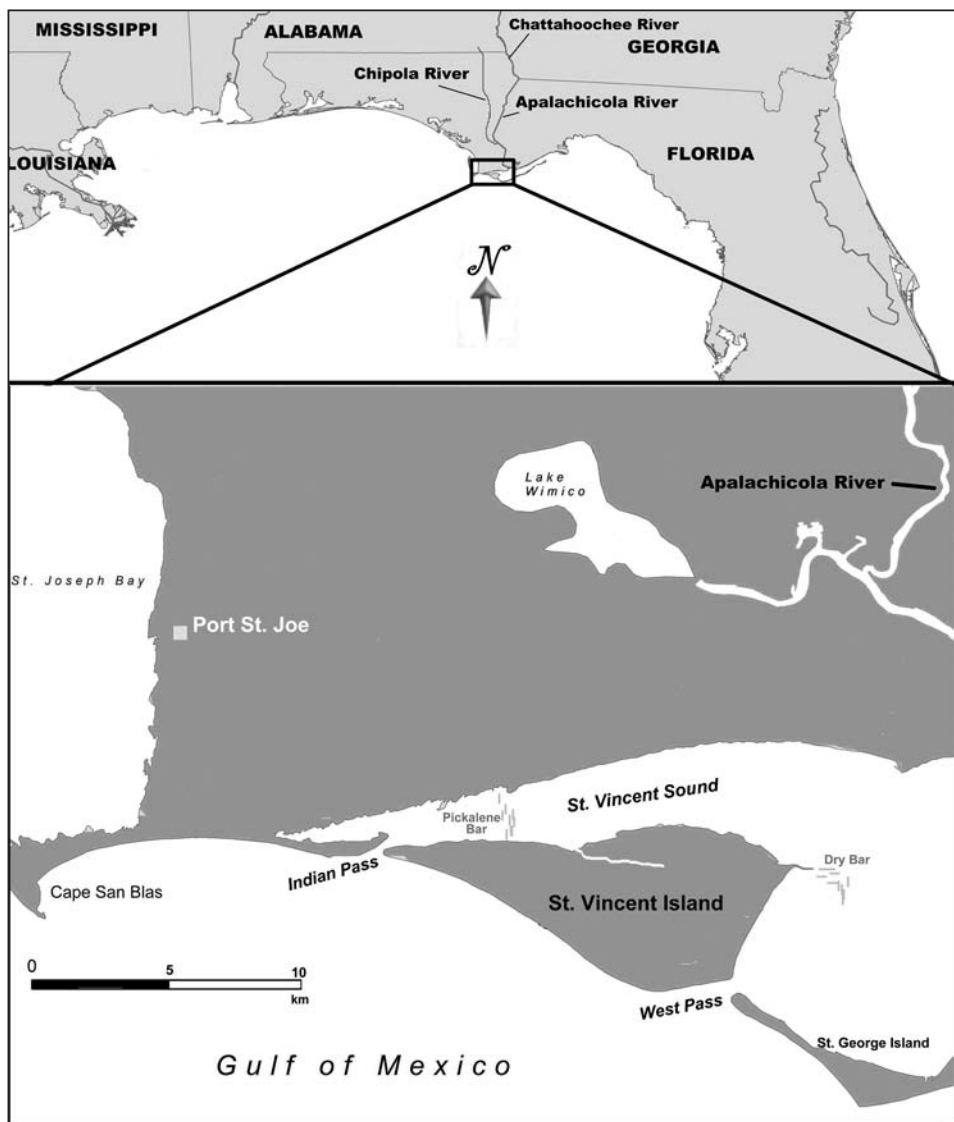 MISSISSIPPI
ALABAMA
Chattahoochee River
GEORGIA
Chipola River
Apalachicola River
LOUISIANA
FLORIDA
N
Lake
Wimico
Apalachicola River
St. Joseph Bay
Port St. Joe
St. Vincent Sound
Pickalene
Bar
Indian Pass
Dry Bar
Cape San Blas
St. Vincent Island
0
5
10
km
West Pass
St. George Island
Gulf of Mexico